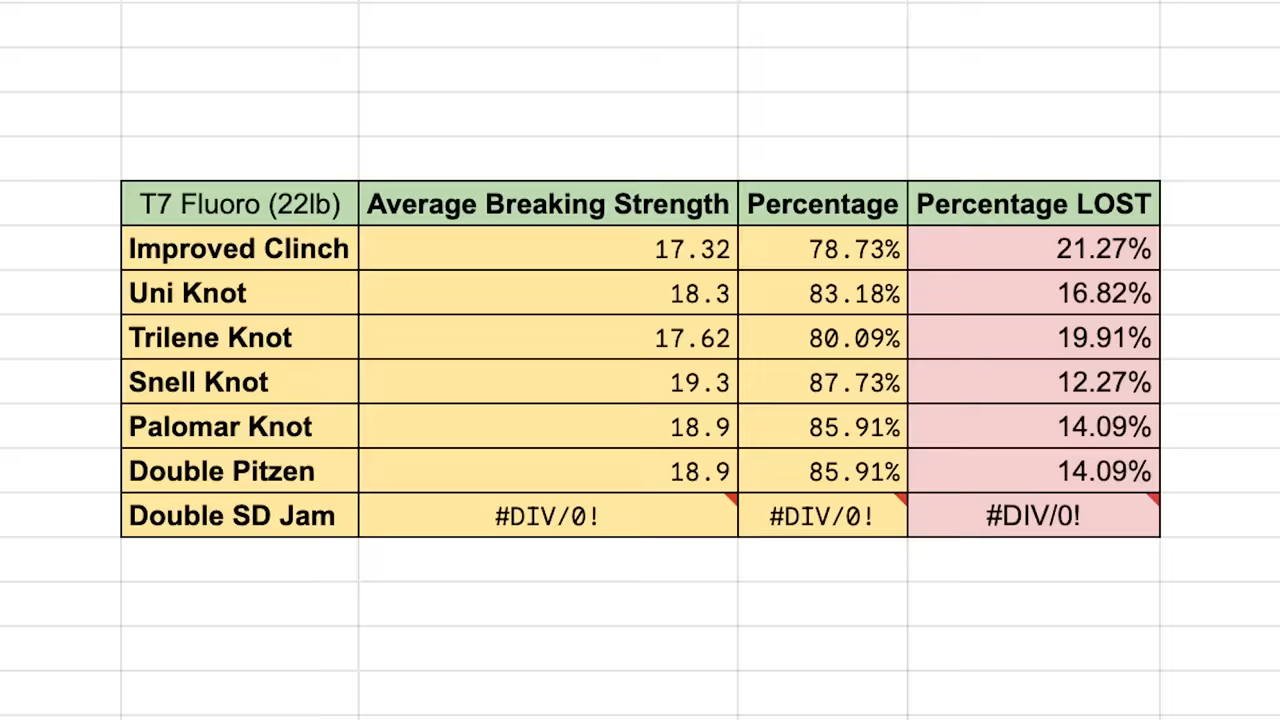 T7 Fluoro (22lb) Average Breaking Strength Percentage Percentage LOST
Improved Clinch 17.32 78.73% 21.27%
Uni Knot 18.3 83.18% 16.82%
Trilene Knot 17.62 80.09% 19.91%
Snell Knot 19.3 87.73% 12.27%
Palomar Knot 18.9 85.91% 14.09%
Double Pitzen 18.9 85.91% 14.09%
Double SD Jam #DIV/0! #DIV/0! #DIV/0!